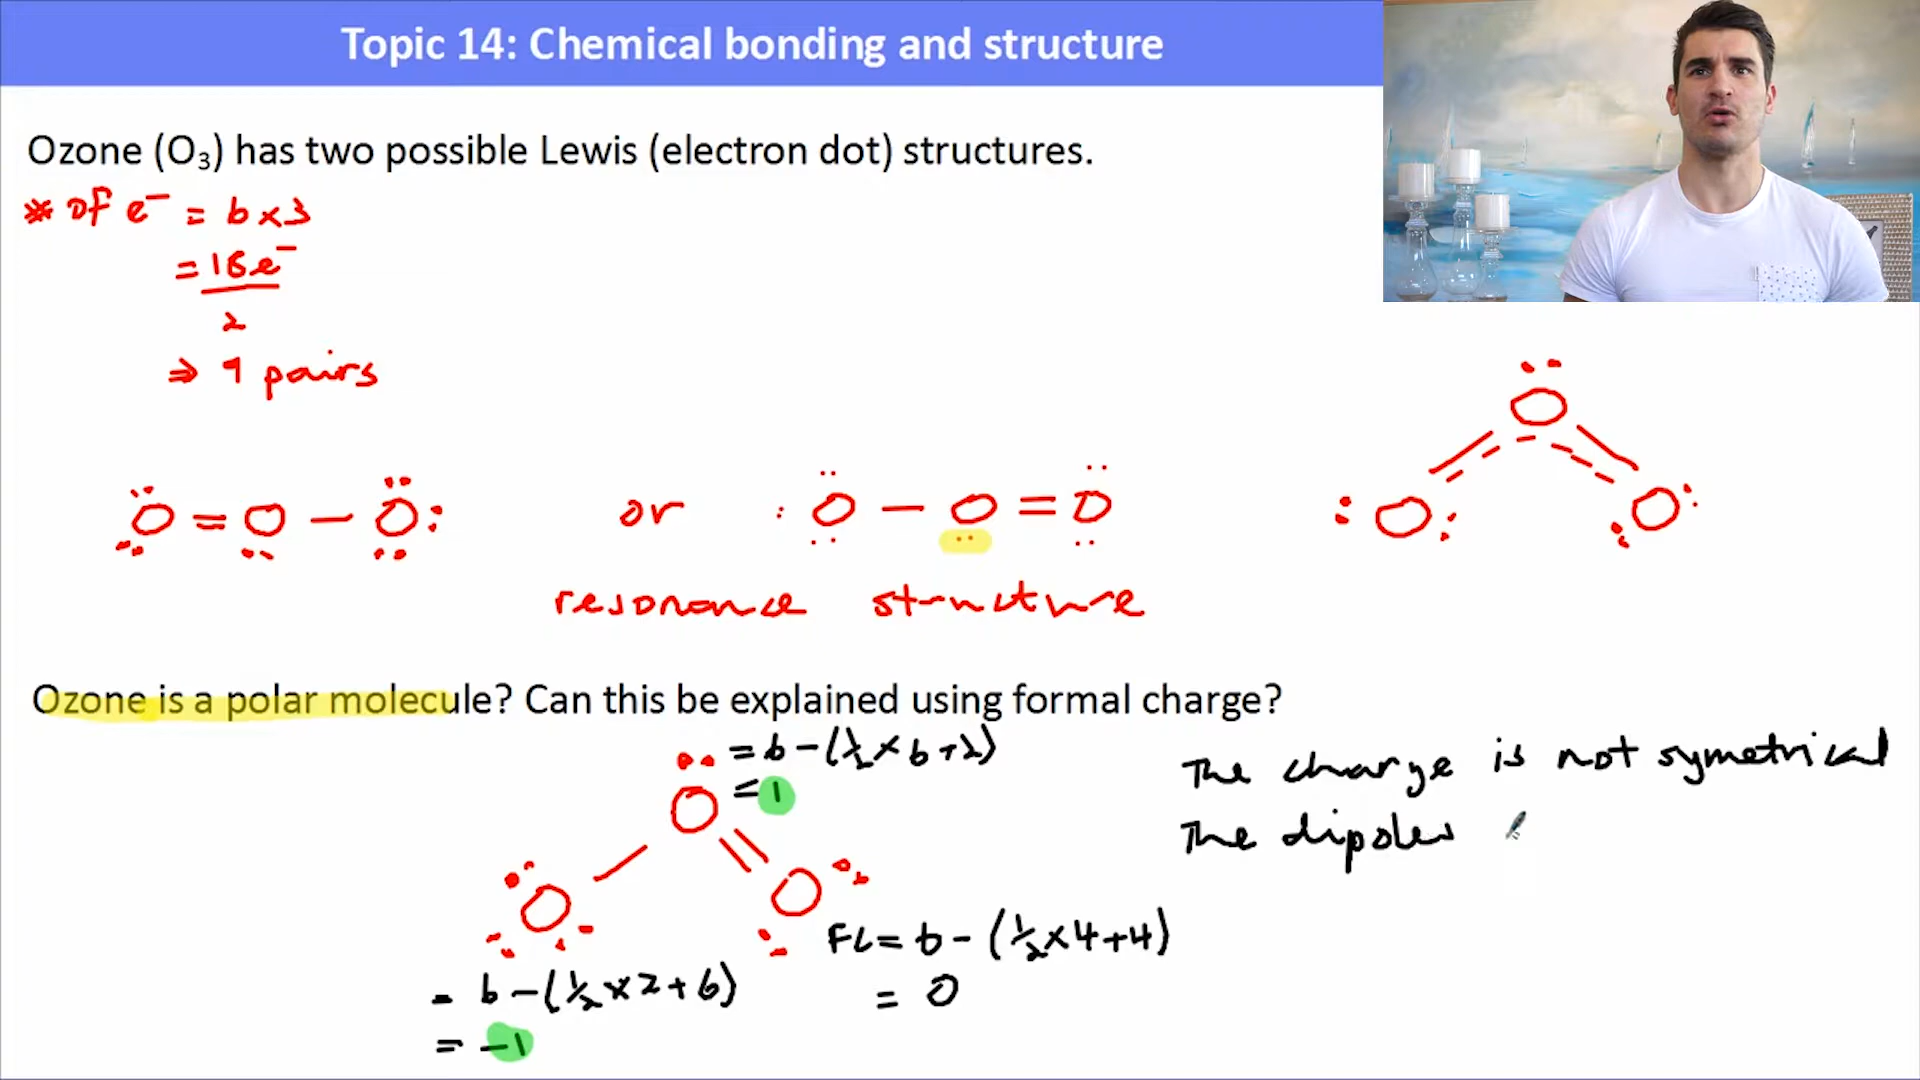 Topic 14: Chemical bonding and structure
Ozone (O₃) has two possible Lewis (electron dot) structures.
# of e⁻ = 6 x 3
= 18e⁻
2
⇒ 9 pairs
O
O = O – O or O – O = O
O O
resonance structure
Ozone is a polar molecule? Can this be explained using formal charge?
= 6 – (½ x 6 + 2)
= 1
O
O O
The charge is not symetrical
The dipoles
FC = 6 – (½ x 4 + 4)
= 0
= 6 – (½ x 2 + 6)
= –1